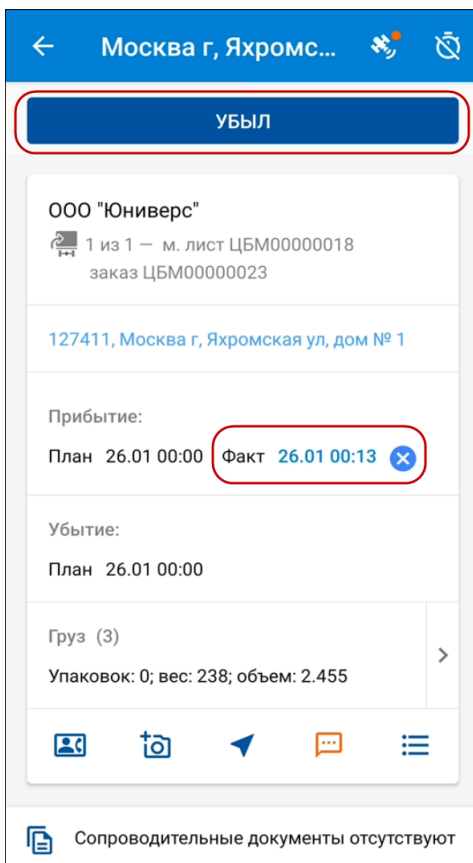 Москва г, Яхромс...
УБЫЛ
ООО "Юниверс"
1 из 1 — м. лист ЦБМ00000018
заказ ЦБМ00000023
127411, Москва г, Яхромская ул, дом № 1
Прибытие:
План 26.01 00:00 Факт 26.01 00:13
Убытие:
План 26.01 00:00
Груз (3)
Упаковок: 0; вес: 238; объем: 2.455
Сопроводительные документы отсутствуют